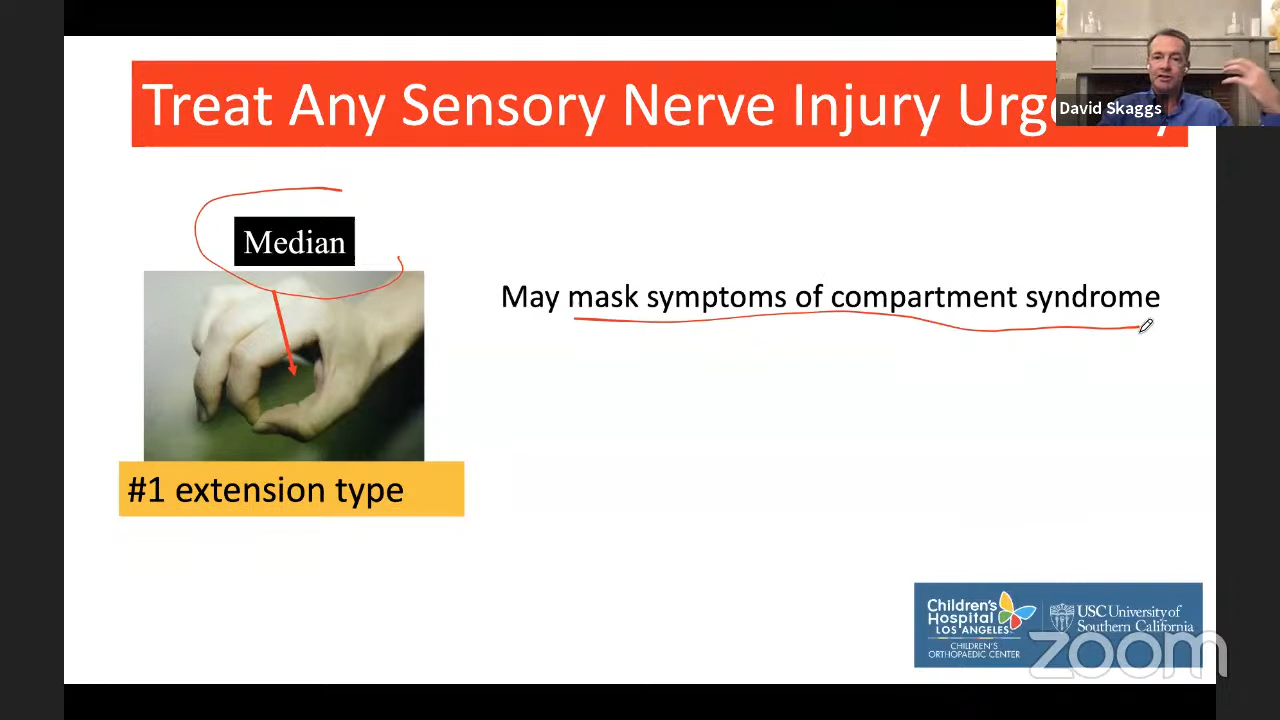 Treat Any Sensory Nerve Injury
David Skaggs
Median
May mask symptoms of compartment syndrome
#1 extension type
Children's
Hospital
LOS ANGELES
CHILDREN'S
ORTHOPAEDIC CENTER
USC University of
Southern California
zoom